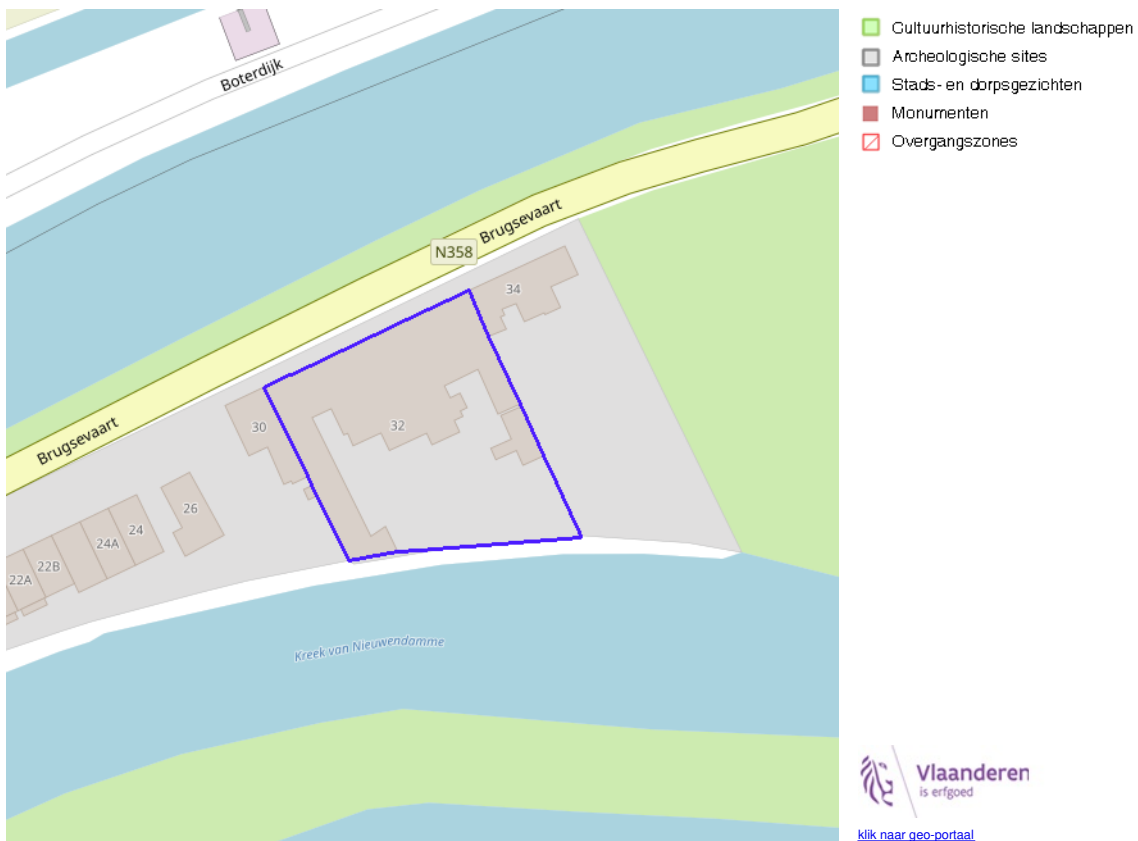 Boterdijk
Brugsevaart
N358
34
30
32
Brugsevaart
26
24
24A
22B
22A
Kreek van Nieuwendamme
Cultuurhistorische landschappen
Archeologische sites
Stads- en dorpsgezichten
Monumenten
Overgangszones
Vlaanderen
is erfgoed
klik naar geo-portaal